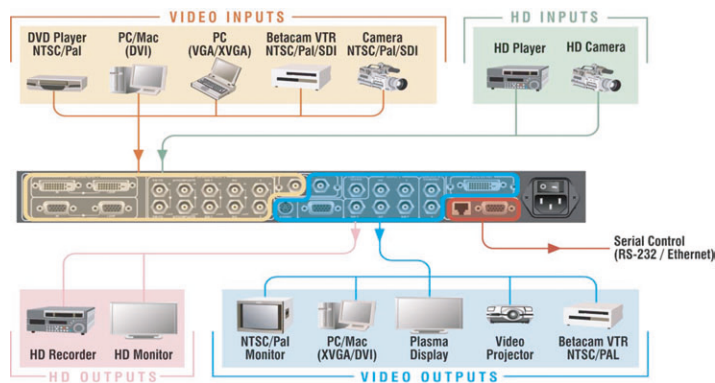 VIDEO INPUTS
HD INPUTS
DVD Player
NTSC/Pal
PC/Mac
(DVI)
PC
(VGA/XVGA)
Betacam VTR
NTSC/Pal/SDI
Camera
NTSC/Pal/SDI
HD Player
HD Camera
Serial Control
(RS-232 / Ethernet)
HD Recorder
HD Monitor
NTSC/Pal
Monitor
PC/Mac
(XVGA/DVI)
Plasma
Display
Video
Projector
Betacam VTR
NTSC/PAL
HD OUTPUTS
VIDEO OUTPUTS